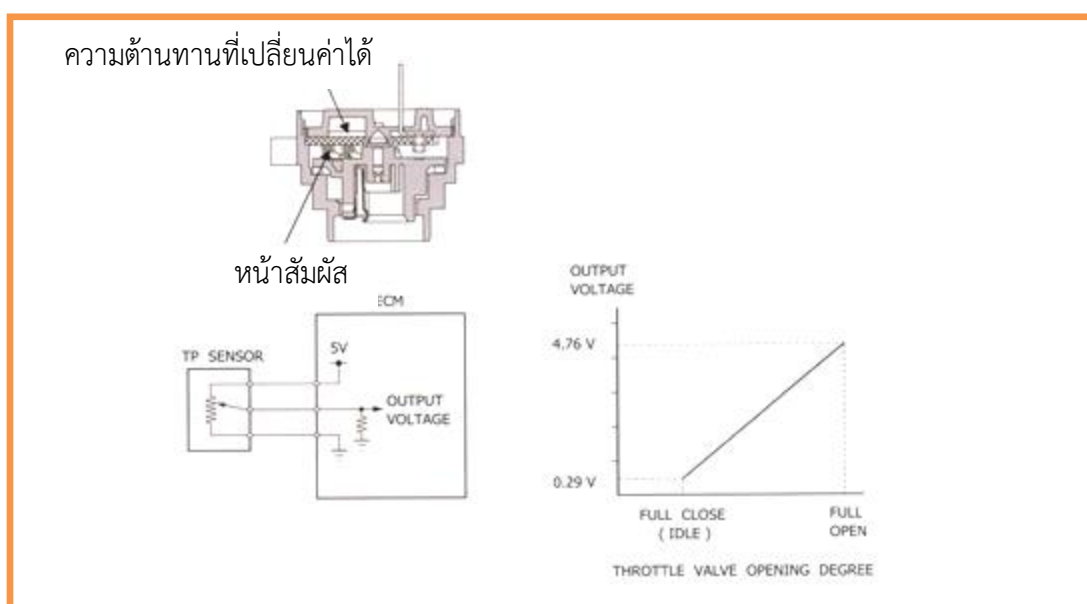 ความต้านทานที่เปลี่ยนค่าได้
หน้าสัมผัส
ECM
TP SENSOR
5V
OUTPUT
VOLTAGE
OUTPUT
VOLTAGE
4.76 V
0.29 V
FULL CLOSE
( IDLE )
FULL
OPEN
THROTTLE VALVE OPENING DEGREE